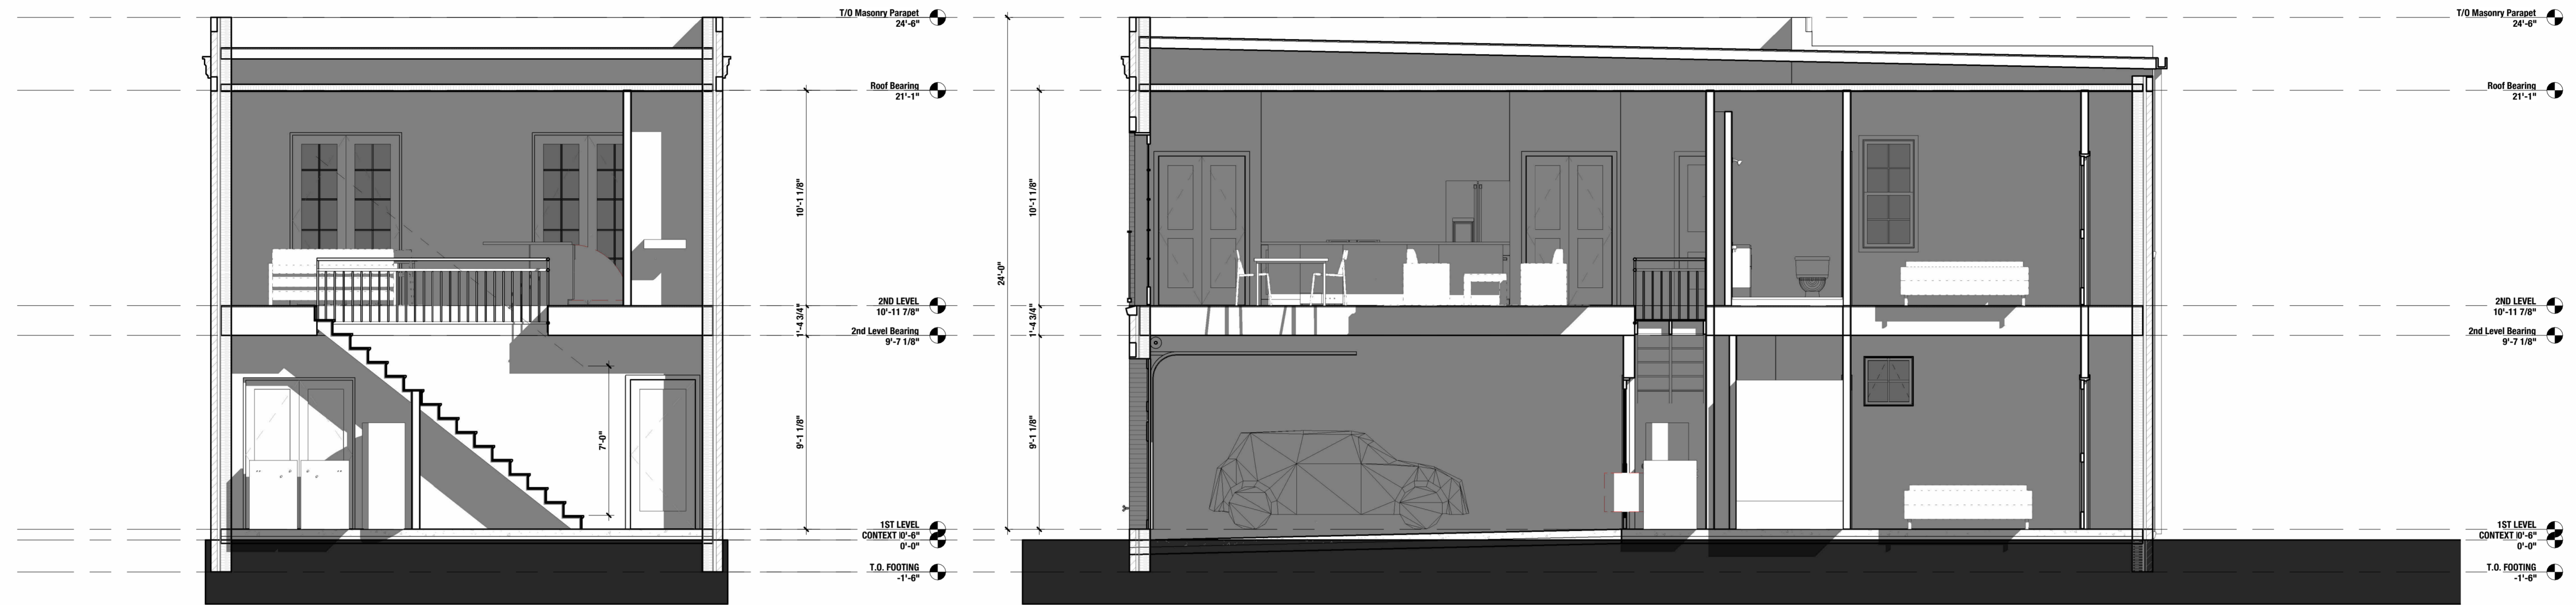 T/O Masonry Parapet
24'-6"
Roof Bearing
21'-1"
10'-1 1/8"
2ND LEVEL
10'-11 7/8"
1'-4 3/4"
2nd Level Bearing
9'-7 1/8"
9'-1 1/8"
7'-0"
1ST LEVEL
CONTEXT 0'-6"
0'-0"
T.O. FOOTING
-1'-6"
24'-0"
10'-1 1/8"
1'-4 3/4"
9'-1 1/8"
T/O Masonry Parapet
24'-6"
Roof Bearing
21'-1"
2ND LEVEL
10'-11 7/8"
2nd Level Bearing
9'-7 1/8"
1ST LEVEL
CONTEXT 0'-6"
0'-0"
T.O. FOOTING
-1'-6"